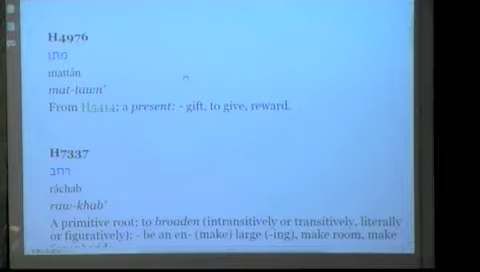 H4976
מתן
mattân
mat-tawn'
From H5414; a present: - gift, to give, reward.
H7337
רחב
râchab
raw-khab'
A primitive root; to broaden (intransitively or transitively, literally
or figuratively): - be an en- (make) large (-ing), make room, make